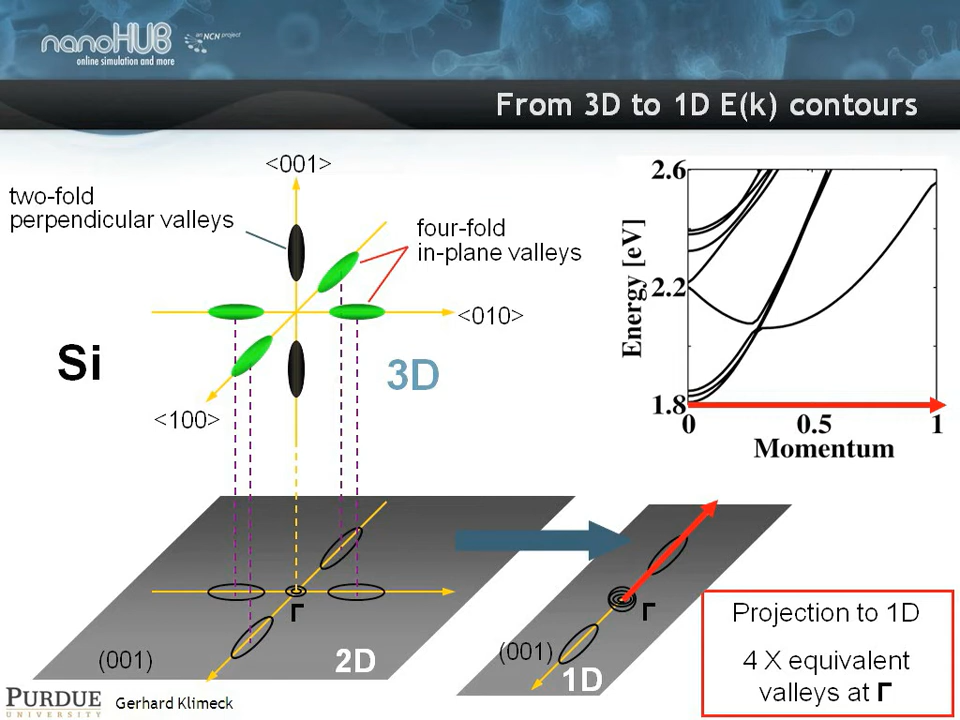 nanoHUB
an NCN project
online simulation and more
From 3D to 1D E(k) contours
<001>
two-fold
perpendicular valleys
four-fold
in-plane valleys
<010>
Si
3D
<100>
2.6
2.2
1.8
Energy [eV]
0
0.5
1
Momentum
Γ
(001)
2D
Γ
(001)
1D
Projection to 1D
4 X equivalent
valleys at Γ
PURDUE
UNIVERSITY
Gerhard Klimeck